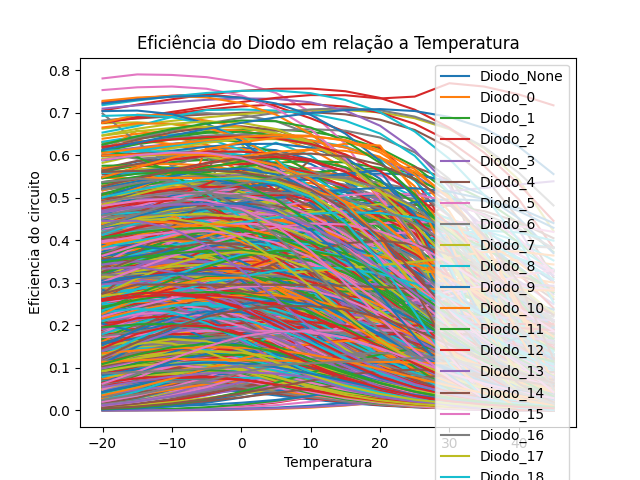 Eficiência do Diodo em relação a Temperatura
Eficiencia do circuito
0.8
0.7
0.6
0.5
0.4
0.3
0.2
0.1
0.0
−20
−10
0
10
20
30
40
Temperatura
Diodo_None
Diodo_0
Diodo_1
Diodo_2
Diodo_3
Diodo_4
Diodo_5
Diodo_6
Diodo_7
Diodo_8
Diodo_9
Diodo_10
Diodo_11
Diodo_12
Diodo_13
Diodo_14
Diodo_15
Diodo_16
Diodo_17
Diodo_18